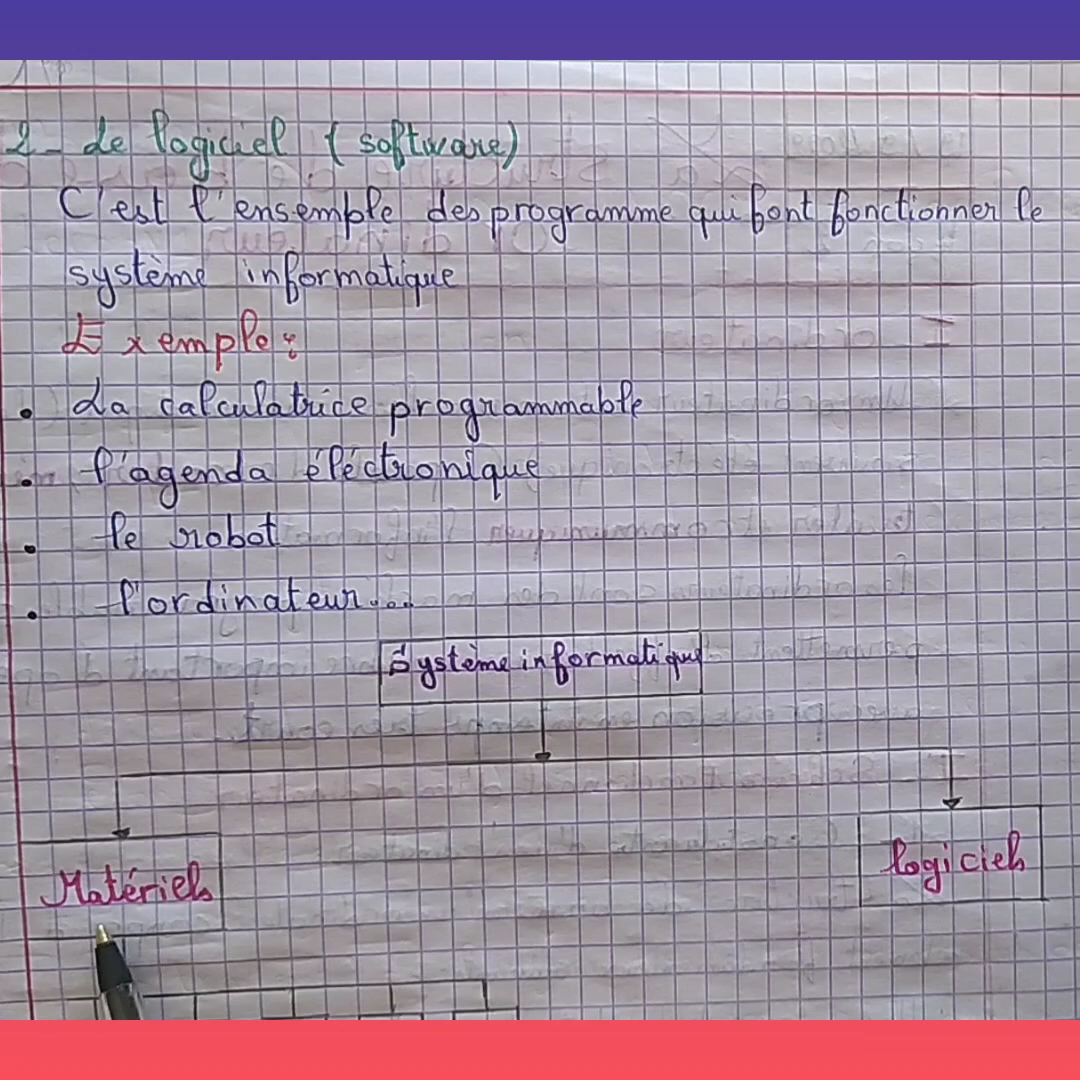 2- Le logiciel (software)
C'est l'ensemble des programme qui font fonctionner le
système informatique
Exemple:
• La calculatrice programmable
• l'agenda éléctronique
• le robot
• l'ordinateur...
Système informatique
Matériels
logiciels